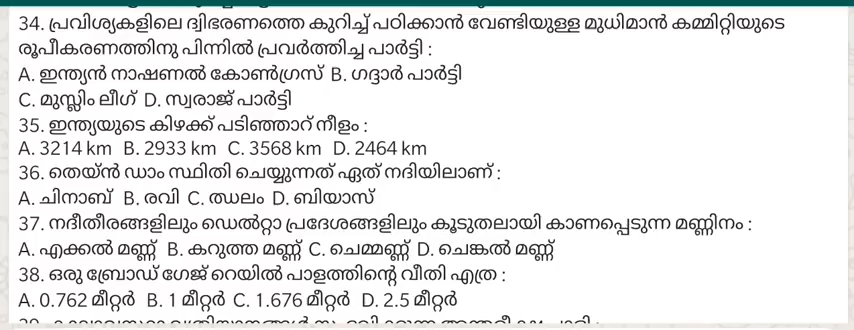 34. പ്രവിശ്യകളിലെ ദ്വിഭരണത്തെ കുറിച്ച് പഠിക്കാൻ വേണ്ടിയുള്ള മുധിമാൻ കമ്മിറ്റിയുടെ
രൂപീകരണത്തിനു പിന്നിൽ പ്രവർത്തിച്ച പാർട്ടി :
A. ഇന്ത്യൻ നാഷണൽ കോൺഗ്രസ് B. ഗദ്ദാർ പാർട്ടി
C. മുസ്ലിം ലീഗ് D. സ്വരാജ് പാർട്ടി
35. ഇന്ത്യയുടെ കിഴക്ക് പടിഞ്ഞാറ് നീളം :
A. 3214 km B. 2933 km C. 3568 km D. 2464 km
36. തെയ്ൻ ഡാം സ്ഥിതി ചെയ്യുന്നത് ഏത് നദിയിലാണ് :
A. ചിനാബ് B. രവി C. ഝലം D. ബിയാസ്
37. നദീതീരങ്ങളിലും ഡെൽറ്റാ പ്രദേശങ്ങളിലും കൂടുതലായി കാണപ്പെടുന്ന മണ്ണിനം :
A. എക്കൽ മണ്ണ് B. കറുത്ത മണ്ണ് C. ചെമ്മണ്ണ് D. ചെങ്കൽ മണ്ണ്
38. ഒരു ബ്രോഡ് ഗേജ് റെയിൽ പാളത്തിന്റെ വീതി എത്ര :
A. 0.762 മീറ്റർ B. 1 മീറ്റർ C. 1.676 മീറ്റർ D. 2.5 മീറ്റർ